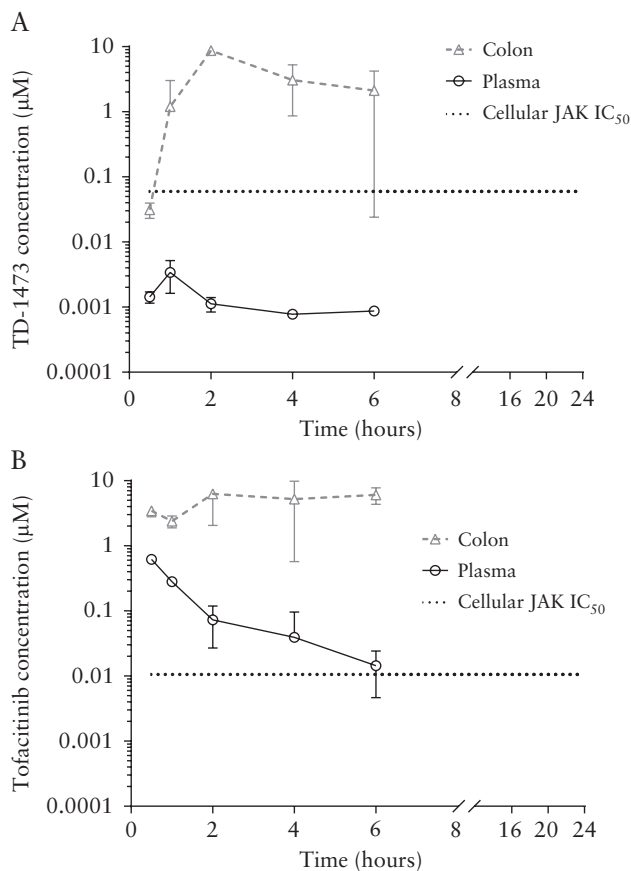 A
TD-1473 concentration (µM)
10
1
0.1
0.01
0.001
0.0001
Colon
Plasma
Cellular JAK IC50
0 2 4 6 8 16 20 24
Time (hours)
B
Tofacitinib concentration (µM)
10
1
0.1
0.01
0.001
0.0001
Colon
Plasma
Cellular JAK IC50
0 2 4 6 8 16 20 24
Time (hours)